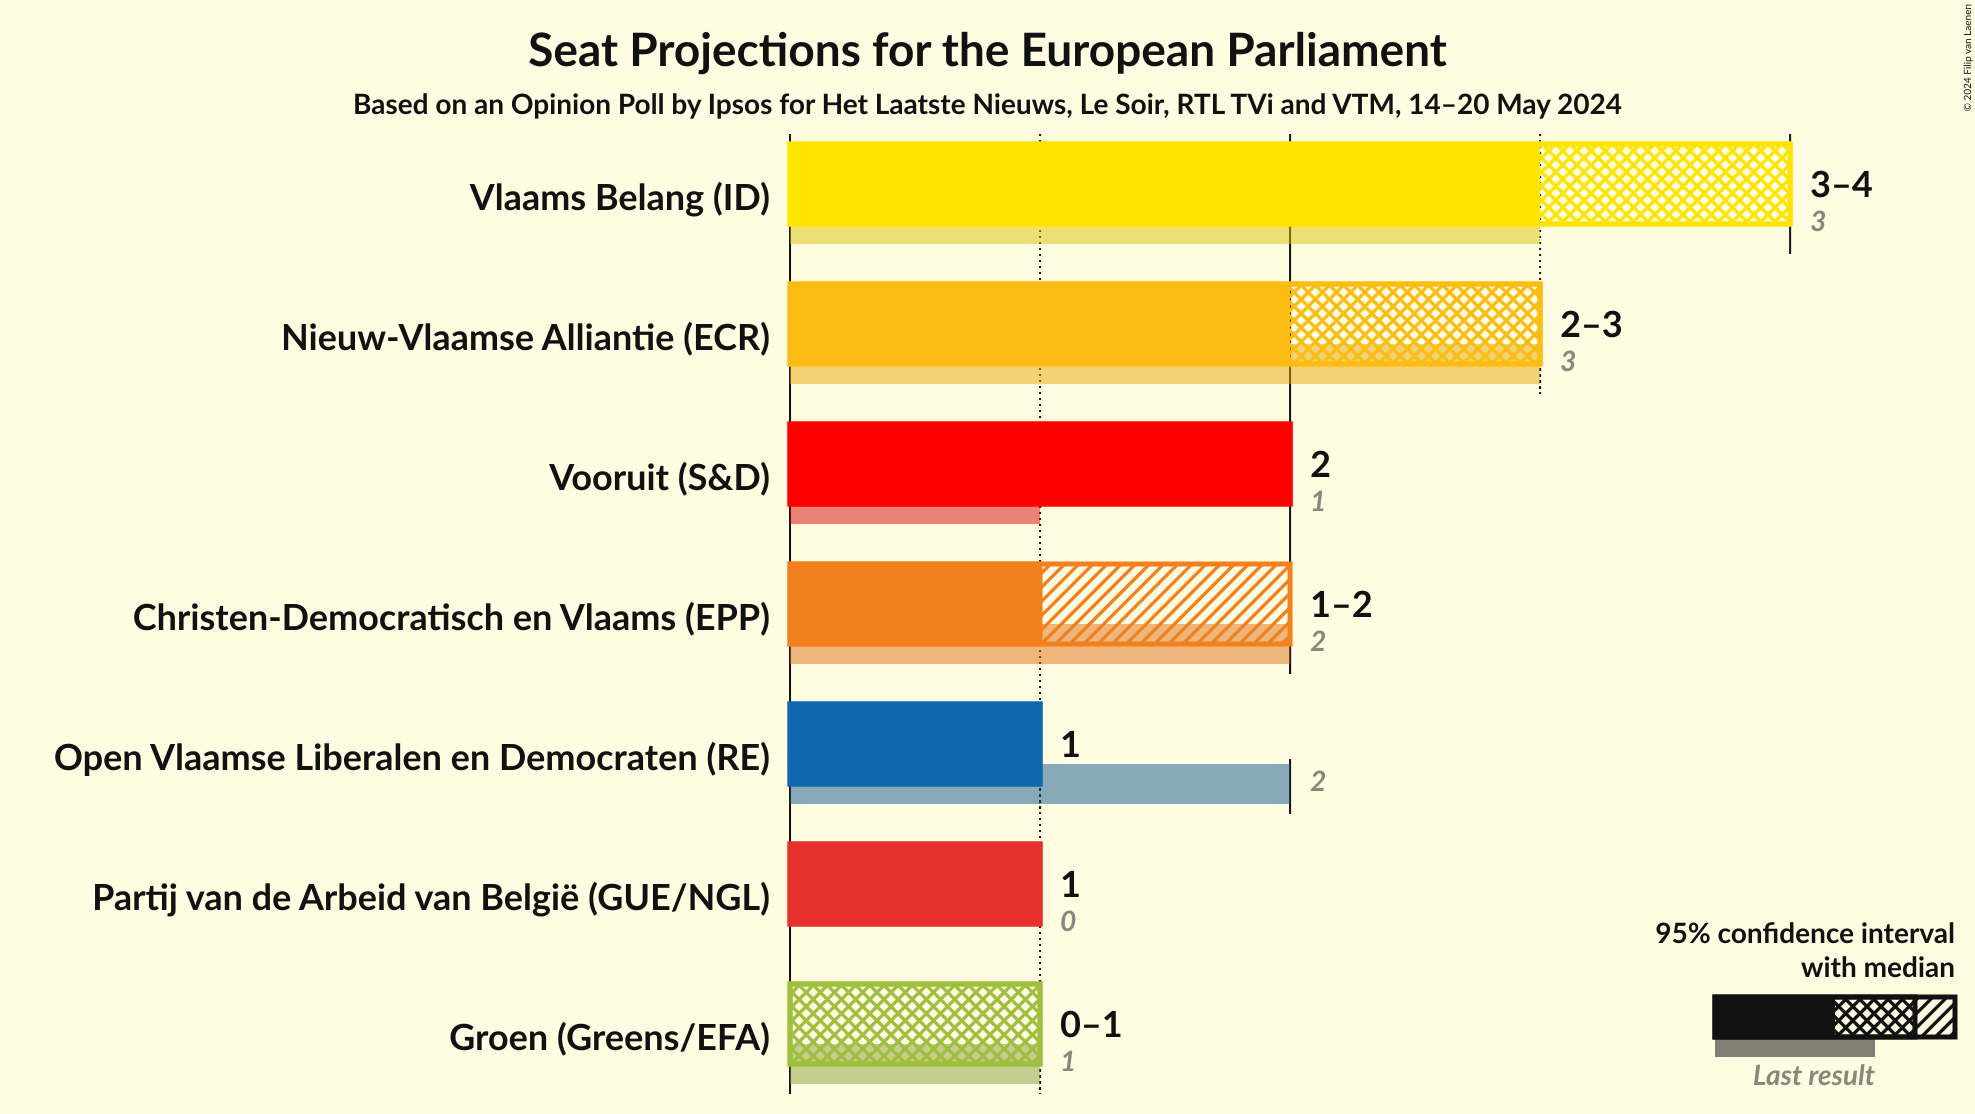 Seat Projections for the European Parliament
Based on an Opinion Poll by Ipsos for Het Laatste Nieuws, Le Soir, RTL TVi and VTM, 14–20 May 2024
© 2024 Filip van Laenen
Vlaams Belang (ID)
3–4
3
Nieuw-Vlaamse Alliantie (ECR)
2–3
3
Vooruit (S&D)
2
1
Christen-Democratisch en Vlaams (EPP)
1–2
2
Open Vlaamse Liberalen en Democraten (RE)
1
2
Partij van de Arbeid van België (GUE/NGL)
1
0
Groen (Greens/EFA)
0–1
1
95% confidence interval
with median
Last result